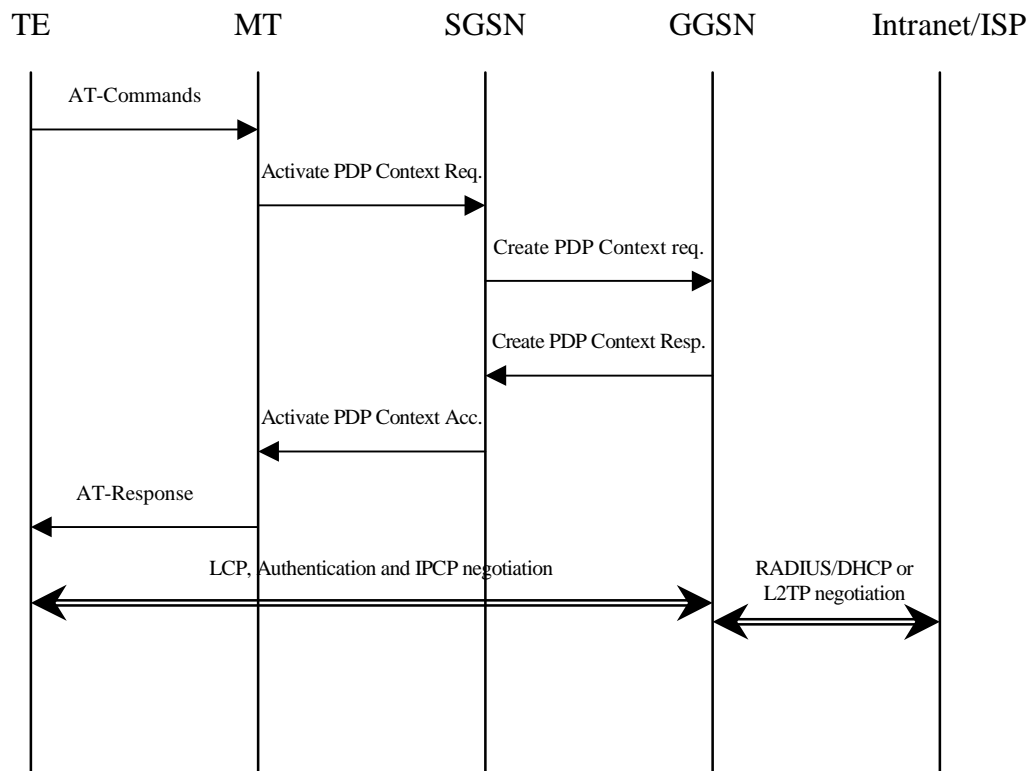 TE
MT
SGSN
GGSN
Intranet/ISP
AT-Commands
Activate PDP Context Req.
Create PDP Context req.
Create PDP Context Resp.
Activate PDP Context Acc.
AT-Response
LCP, Authentication and IPCP negotiation
RADIUS/DHCP or
L2TP negotiation